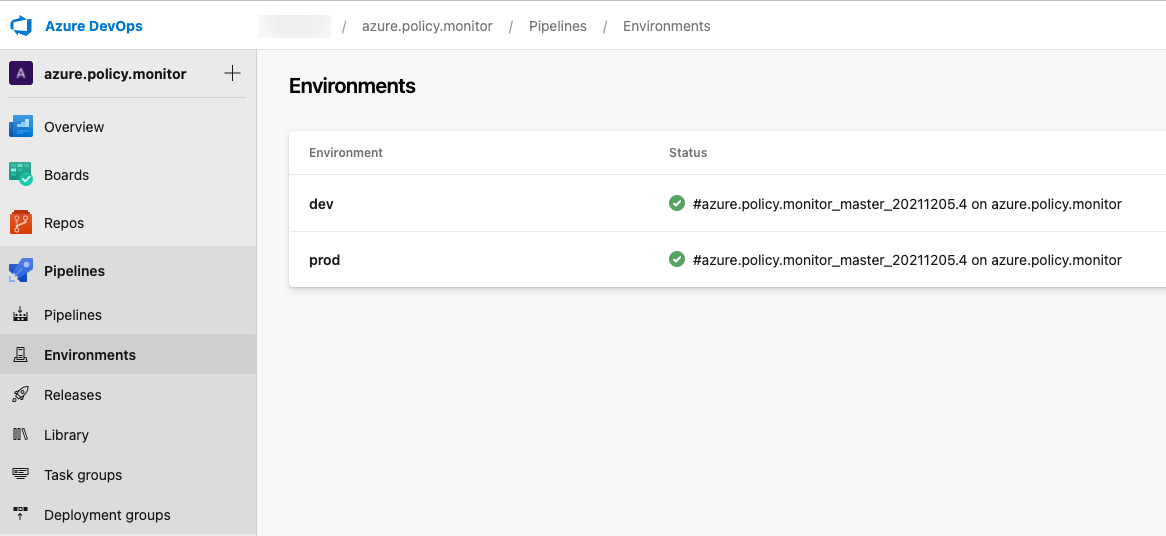 Azure DevOps / azure.policy.monitor / Pipelines / Environments
A azure.policy.monitor
Overview
Boards
Repos
Pipelines
Pipelines
Environments
Releases
Library
Task groups
Deployment groups
Environments
Environment Status
dev #azure.policy.monitor_master_20211205.4 on azure.policy.monitor
prod #azure.policy.monitor_master_20211205.4 on azure.policy.monitor